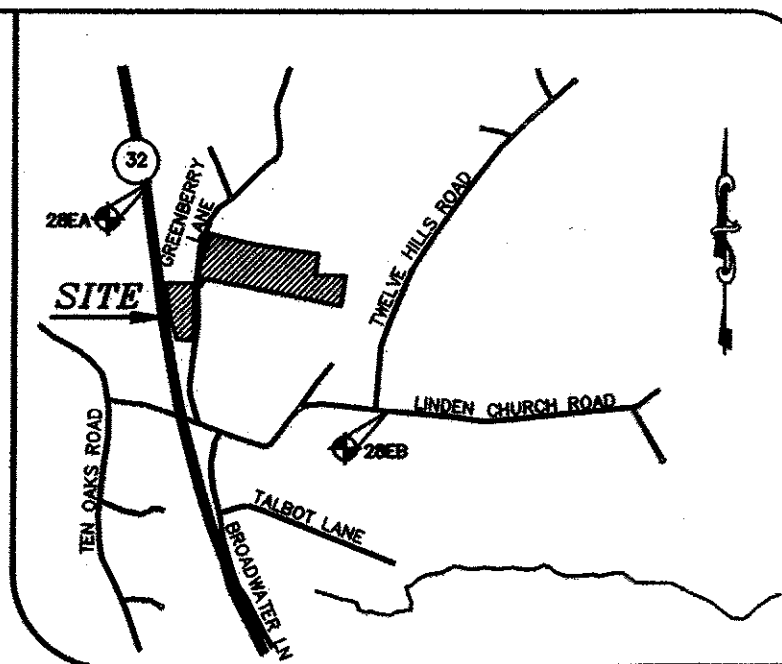 32
28EA
GREENBERRY
LANE
TWELVE HILLS ROAD
SITE
LINDEN CHURCH ROAD
28EB
TEN OAKS ROAD
TALBOT LANE
BROADWATER LN